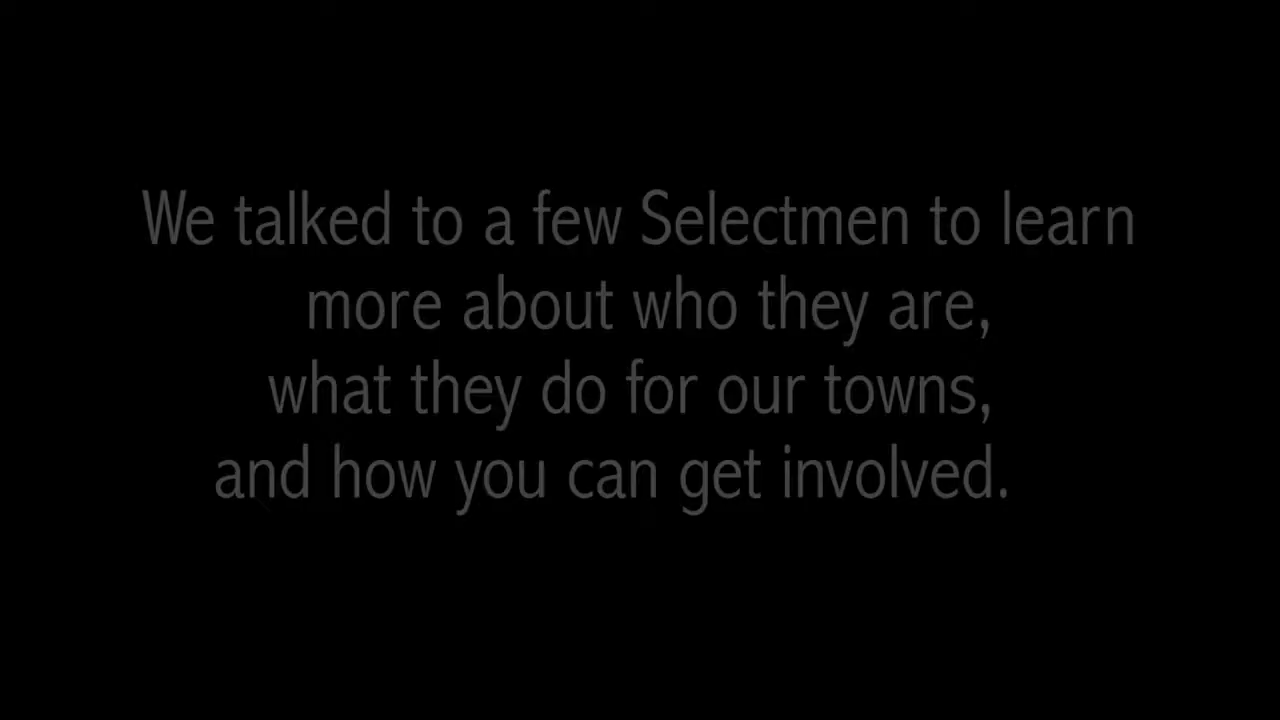 We talked to a few Selectmen to learn
more about who they are,
what they do for our towns,
and how you can get involved.